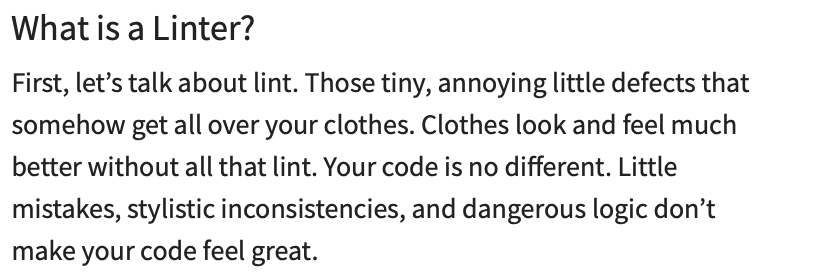 What is a Linter?
First, let’s talk about lint. Those tiny, annoying little defects that
somehow get all over your clothes. Clothes look and feel much
better without all that lint. Your code is no different. Little
mistakes, stylistic inconsistencies, and dangerous logic don’t
make your code feel great.